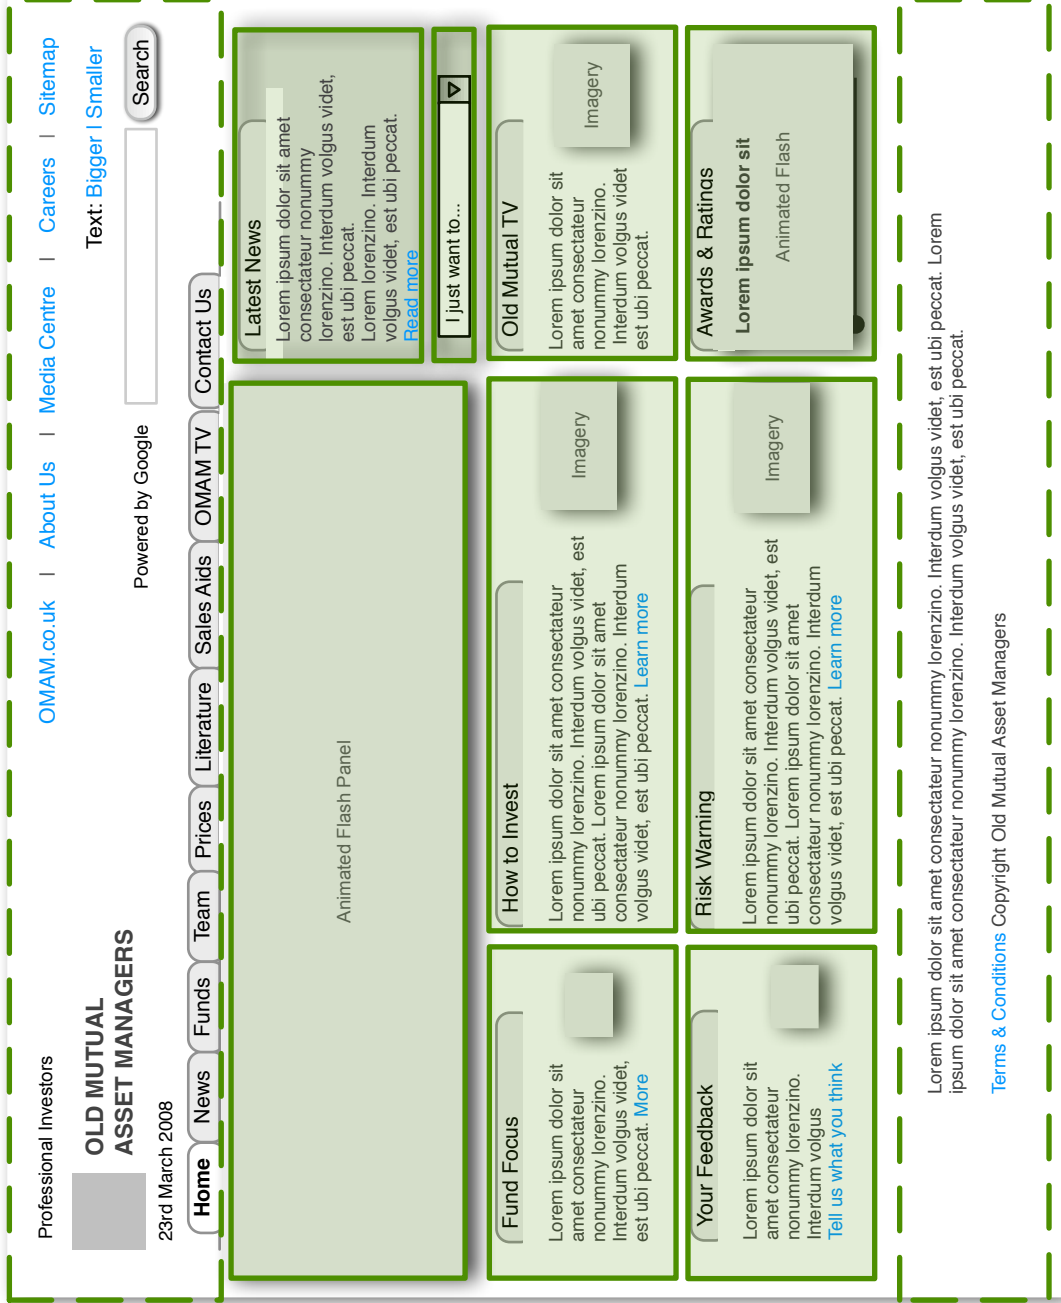 Professional Investors
OMAM.co.uk | About Us | Media Centre | Careers | Sitemap
OLD MUTUAL
ASSET MANAGERS
Text: Bigger | Smaller
23rd March 2008
Powered by Google
Search
Home
News
Funds
Team
Prices
Literature
Sales Aids
OMAM TV
Contact Us
Animated Flash Panel
Latest News
Lorem ipsum dolor sit amet
consectateur nonummy
lorenzino. Interdum volgus videt,
est ubi peccat.
Lorem lorenzino. Interdum
volgus videt, est ubi peccat.
Read more
I just want to...
Fund Focus
Lorem ipsum dolor sit
amet consectateur
nonummy lorenzino.
Interdum volgus videt,
est ubi peccat. More
How to Invest
Lorem ipsum dolor sit amet consectateur
nonummy lorenzino. Interdum volgus videt, est
ubi peccat. Lorem ipsum dolor sit amet
consectateur nonummy lorenzino. Interdum
volgus videt, est ubi peccat. Learn more
Imagery
Old Mutual TV
Lorem ipsum dolor sit
amet consectateur
nonummy lorenzino.
Interdum volgus videt
est ubi peccat.
Imagery
Your Feedback
Lorem ipsum dolor sit
amet consectateur
nonummy lorenzino.
Interdum volgus
Tell us what you think
Risk Warning
Lorem ipsum dolor sit amet consectateur
nonummy lorenzino. Interdum volgus videt, est
ubi peccat. Lorem ipsum dolor sit amet
consectateur nonummy lorenzino. Interdum
volgus videt, est ubi peccat. Learn more
Imagery
Awards & Ratings
Lorem ipsum dolor sit
Animated Flash
Lorem ipsum dolor sit amet consectateur nonummy lorenzino. Interdum volgus videt, est ubi peccat. Lorem
ipsum dolor sit amet consectateur nonummy lorenzino. Interdum volgus videt, est ubi peccat.
Terms & Conditions Copyright Old Mutual Asset Managers